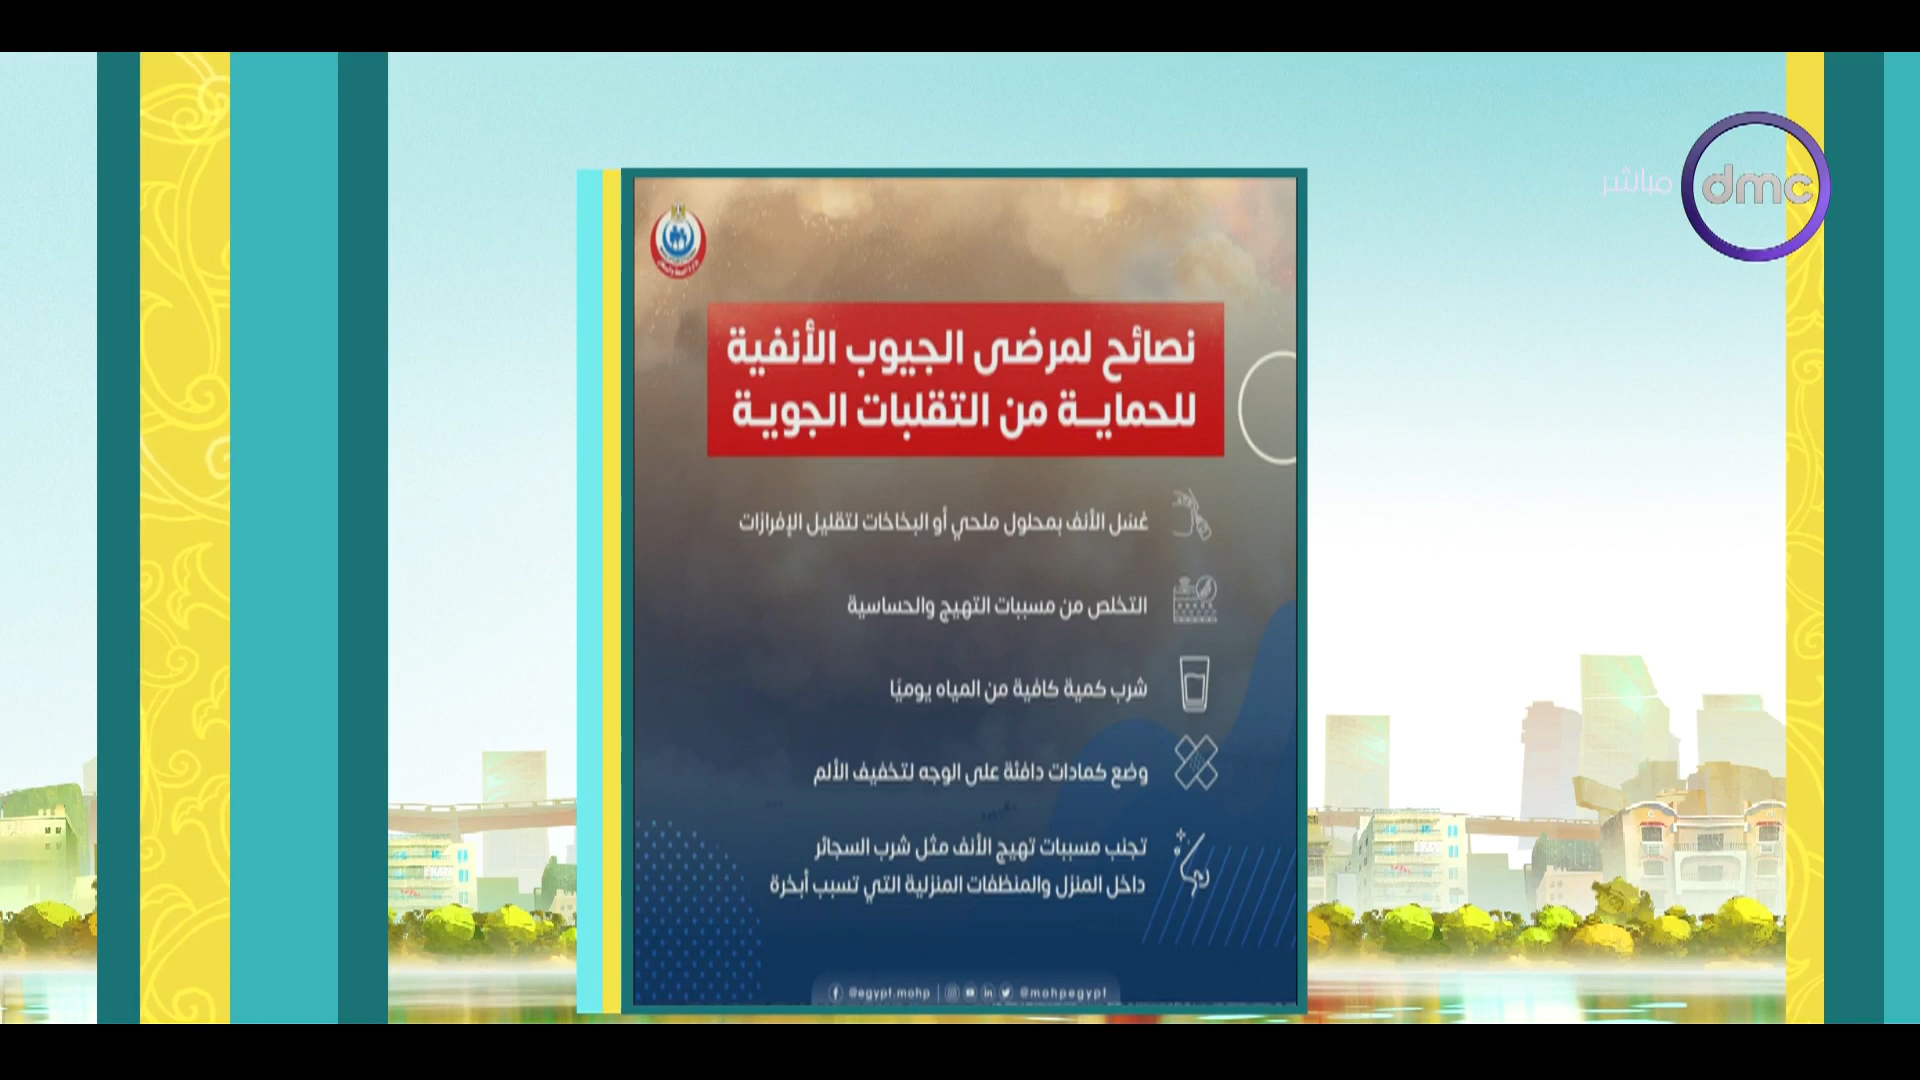 dmc
مباشر
نصائح لمرضى الجيوب الأنفية
للحمايـة من التقلبات الجويـة
غسل الأنف بمحلول ملحي أو البخاخات لتقليل الإفرازات
التخلص من مسببات التهيج والحساسية
شرب كمية كافية من المياه يوميًا
وضع كمادات دافئة على الوجه لتخفيف الألم
تجنب مسببات تهيج الأنف مثل شرب السجائر
داخل المنزل والمنظفات المنزلية التي تسبب أبخرة
@egypt.mohp | @mohpegypt